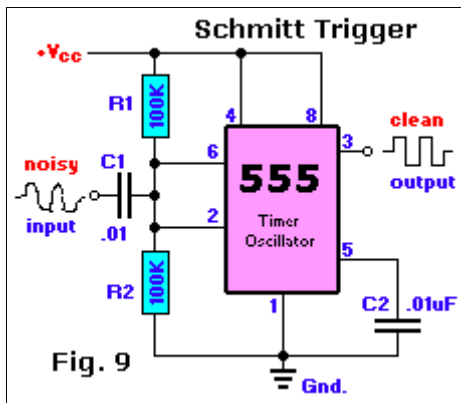 Schmitt Trigger
+Vcc
R1
100K
4
8
clean
3
noisy
C1
6
555
output
input
2
Timer
Oscillator
.01
5
R2
100K
1
C2
.01uF
Fig. 9
Gnd.